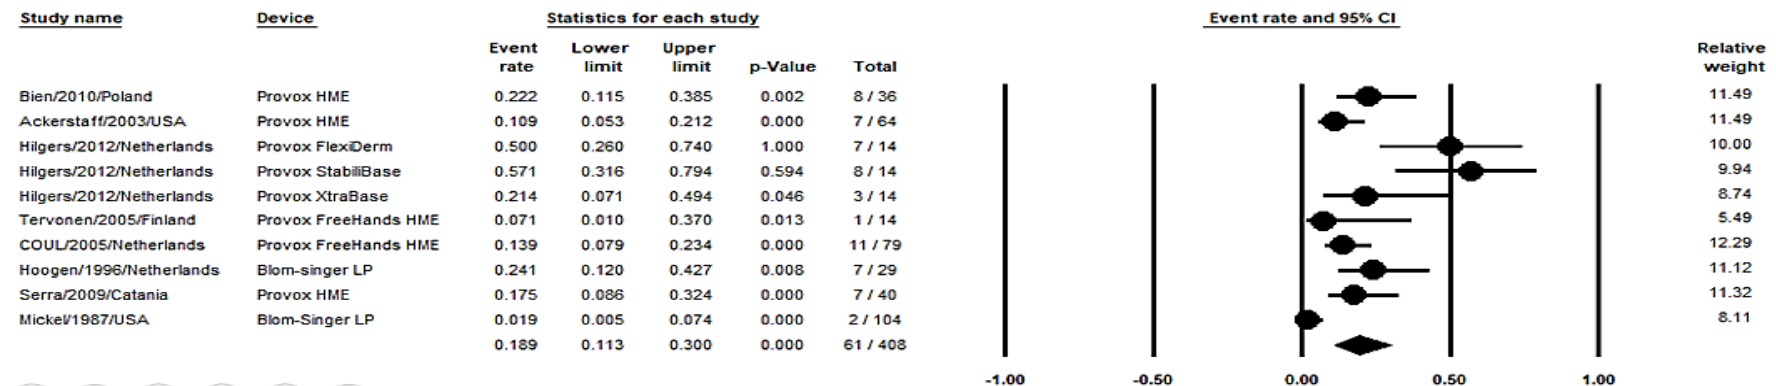 Study name Device Statistics for each study Event rate and 95% CI
Event Lower Upper Relative
rate limit limit p-Value Total weight
Bien/2010/Poland Provox HME 0.222 0.115 0.385 0.002 8 / 36 11.49
Ackerstaff/2003/USA Provox HME 0.109 0.053 0.212 0.000 7 / 64 11.49
Hilgers/2012/Netherlands Provox FlexiDerm 0.500 0.260 0.740 1.000 7 / 14 10.00
Hilgers/2012/Netherlands Provox StabiliBase 0.571 0.316 0.794 0.594 8 / 14 9.94
Hilgers/2012/Netherlands Provox XtraBase 0.214 0.071 0.494 0.046 3 / 14 8.74
Tervonen/2005/Finland Provox FreeHands HME 0.071 0.010 0.370 0.013 1 / 14 5.49
COUL/2005/Netherlands Provox FreeHands HME 0.139 0.079 0.234 0.000 11 / 79 12.29
Hoogen/1996/Netherlands Blom-singer LP 0.241 0.120 0.427 0.008 7 / 29 11.12
Serra/2009/Catania Provox HME 0.175 0.086 0.324 0.000 7 / 40 11.32
Mickel/1987/USA Blom-Singer LP 0.019 0.005 0.074 0.000 2 / 104 8.11
0.189 0.113 0.300 0.000 61 / 408
-1.00 -0.50 0.00 0.50 1.00